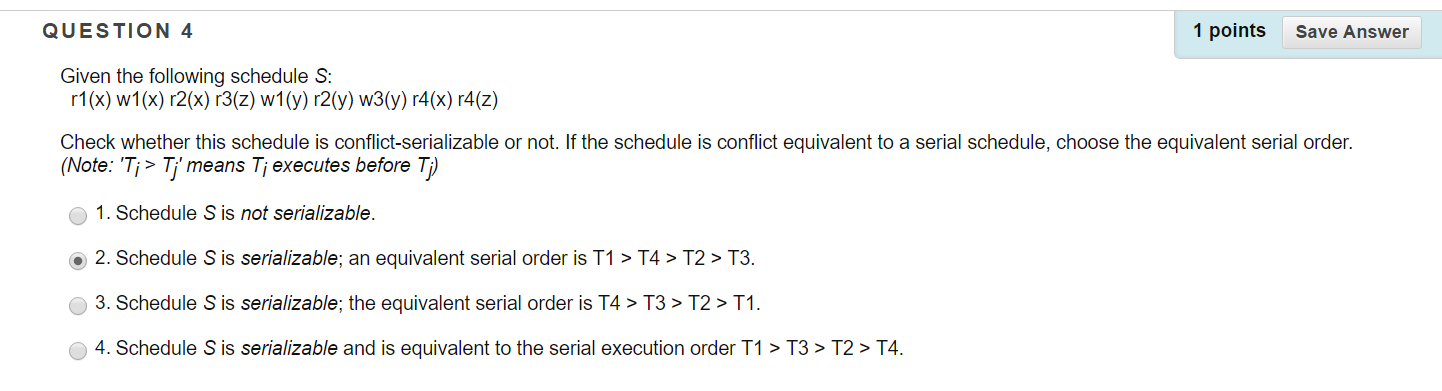 QUESTION 4
1 points
Save Answer
Given the following schedule S:
r1(x) w1(x) r2(x) r3(z) w1(y) r2(y) w3(y) r4(x) r4(z)
Check whether this schedule is conflict-serializable or not. If the schedule is conflict equivalent to a serial schedule, choose the equivalent serial order.
(Note: 'Ti > Tj' means Ti executes before Tj)
1. Schedule S is not serializable.
2. Schedule S is serializable; an equivalent serial order is T1 > T4 > T2 > T3.
3. Schedule S is serializable; the equivalent serial order is T4 > T3 > T2 > T1.
4. Schedule S is serializable and is equivalent to the serial execution order T1 > T3 > T2 > T4.